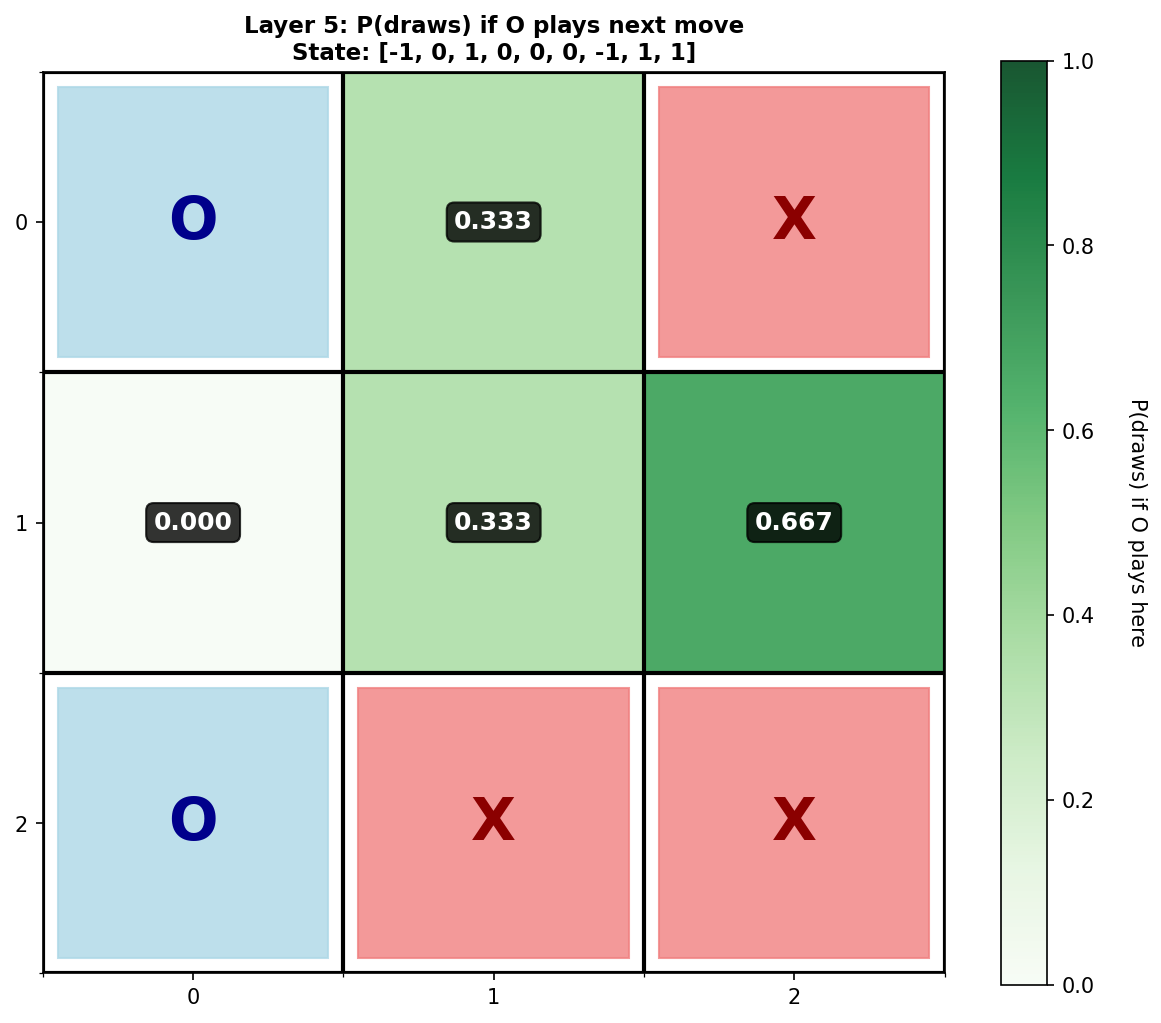 Layer 5: P(draws) if O plays next move
State: [-1, 0, 1, 0, 0, 0, -1, 1, 1]
0 O 0.333 X
1 0.000 0.333 0.667
2 O X X
0 1 2
1.0
0.8
0.6
0.4
0.2
0.0
P(draws) if O plays here